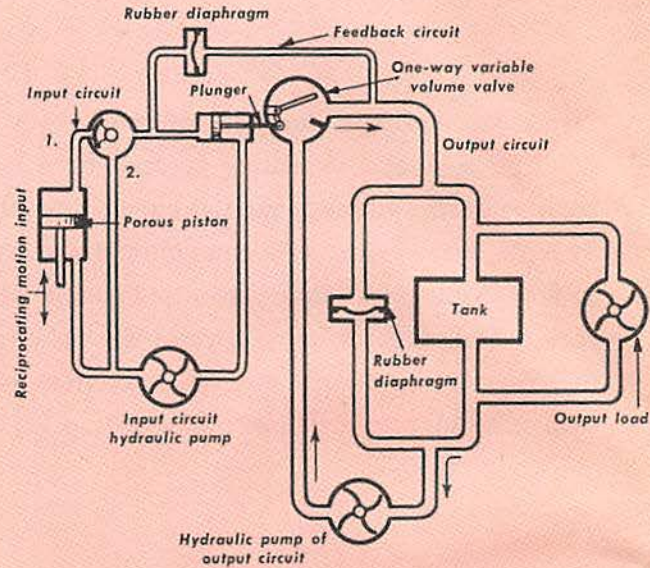 Rubber diaphragm
Feedback circuit
One-way variable
volume valve
Input circuit
Plunger
1.
2.
Output circuit
Porous piston
Reciprocating motion input
Tank
Rubber
diaphragm
Input circuit
hydraulic pump
Output load
Hydraulic pump of
output circuit